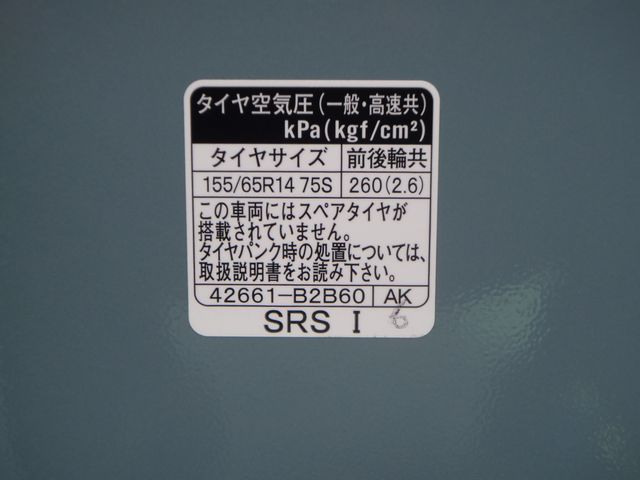 タイヤ空気圧(一般・高速共)
kPa(kgf/cm²)
タイヤサイズ 前後輪共
155/65R14 75S 260(2.6)
この車両にはスペアタイヤが
搭載されていません。
タイヤパンク時の処置については、
取扱説明書をお読み下さい。
42661-B2B60 AK
SRS I